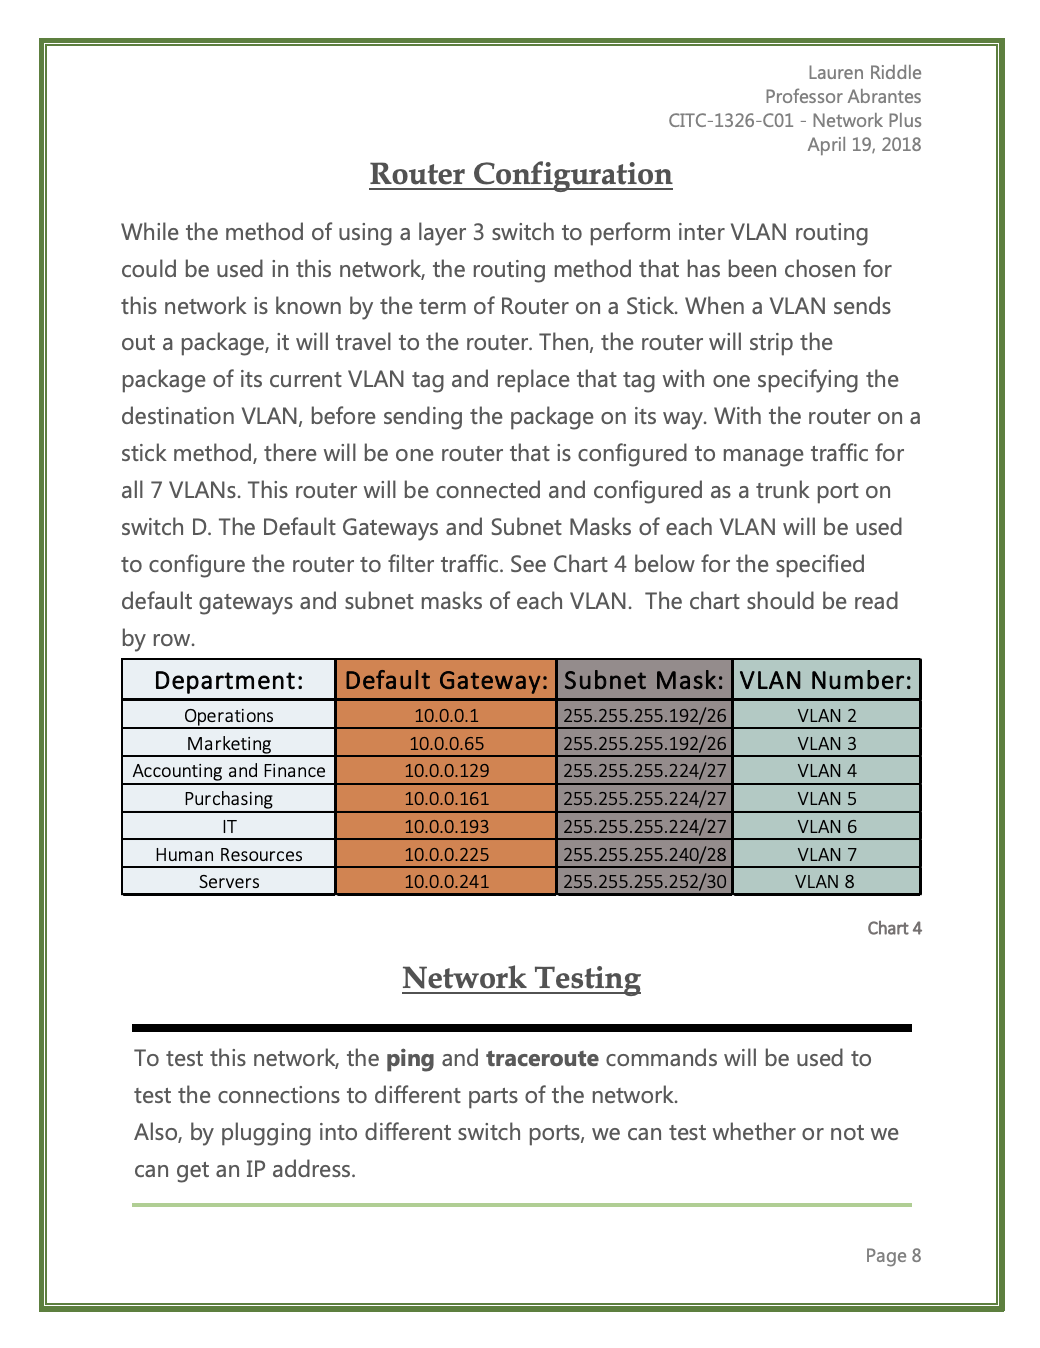 Lauren Riddle
Professor Abrantes
CITC-1326-C01 - Network Plus
April 19, 2018
Router Configuration
While the method of using a layer 3 switch to perform inter VLAN routing
could be used in this network, the routing method that has been chosen for
this network is known by the term of Router on a Stick. When a VLAN sends
out a package, it will travel to the router. Then, the router will strip the
package of its current VLAN tag and replace that tag with one specifying the
destination VLAN, before sending the package on its way. With the router on a
stick method, there will be one router that is configured to manage traffic for
all 7 VLANs. This router will be connected and configured as a trunk port on
switch D. The Default Gateways and Subnet Masks of each VLAN will be used
to configure the router to filter traffic. See Chart 4 below for the specified
default gateways and subnet masks of each VLAN.  The chart should be read
by row.
Department: Default Gateway: Subnet Mask: VLAN Number:
Operations 10.0.0.1 255.255.255.192/26 VLAN 2
Marketing 10.0.0.65 255.255.255.192/26 VLAN 3
Accounting and Finance 10.0.0.129 255.255.255.224/27 VLAN 4
Purchasing 10.0.0.161 255.255.255.224/27 VLAN 5
IT 10.0.0.193 255.255.255.224/27 VLAN 6
Human Resources 10.0.0.225 255.255.255.240/28 VLAN 7
Servers 10.0.0.241 255.255.255.252/30 VLAN 8
Chart 4
Network Testing
To test this network, the ping and traceroute commands will be used to
test the connections to different parts of the network.
Also, by plugging into different switch ports, we can test whether or not we
can get an IP address.
Page 8